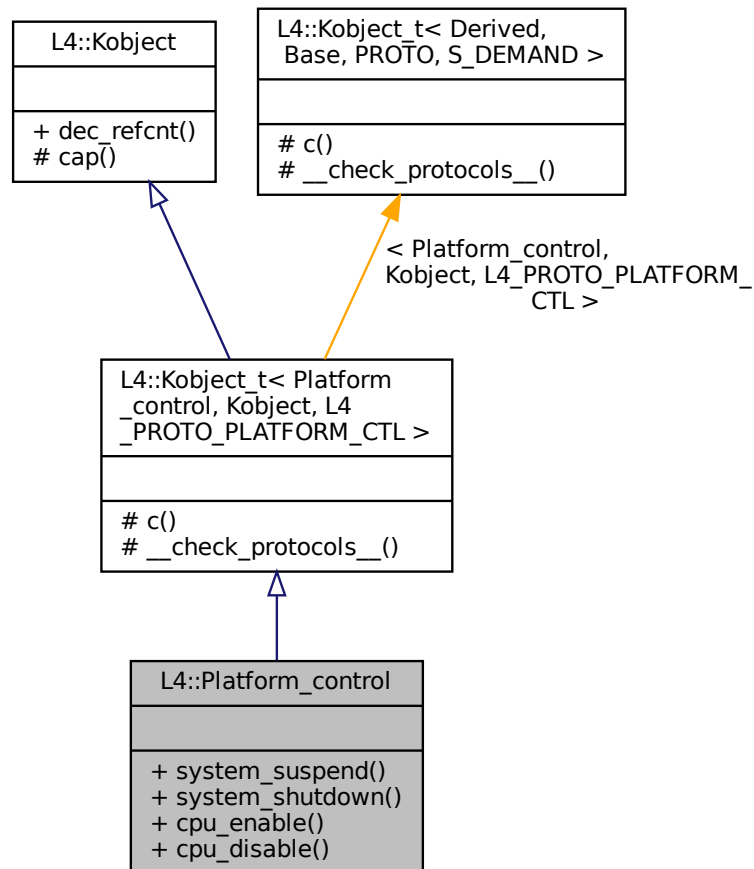 L4::Kobject
+ dec_refcnt()
# cap()
L4::Kobject_t< Derived,
Base, PROTO, S_DEMAND >
# c()
# __check_protocols__()
< Platform_control,
Kobject, L4_PROTO_PLATFORM_
CTL >
L4::Kobject_t< Platform
_control, Kobject, L4
_PROTO_PLATFORM_CTL >
# c()
# __check_protocols__()
L4::Platform_control
+ system_suspend()
+ system_shutdown()
+ cpu_enable()
+ cpu_disable()